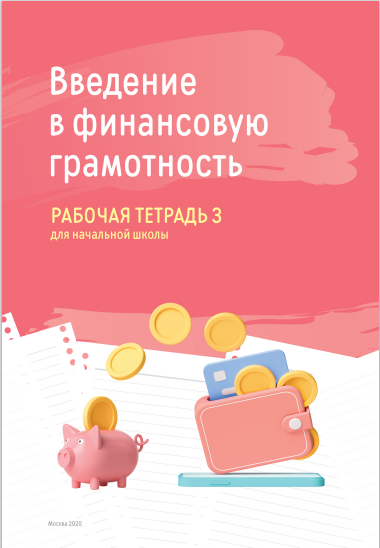 Введение
в финансовую
грамотность
РАБОЧАЯ ТЕТРАДЬ 3
для начальной школы
Москва 2020